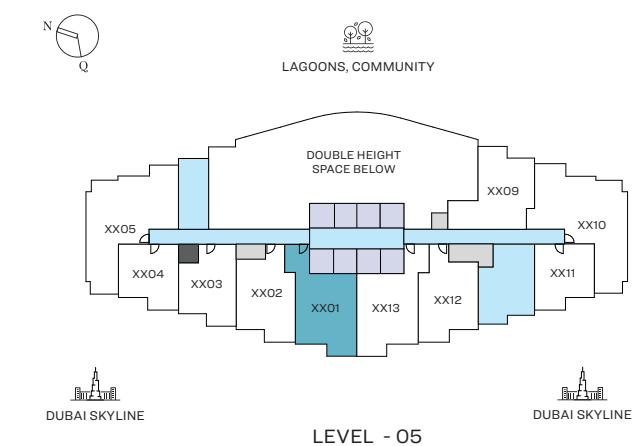 N
Q
LAGOONS, COMMUNITY
DOUBLE HEIGHT
SPACE BELOW
XX09
XX05
XX10
XX04
XX11
XX03
XX02
XX01
XX13
XX12
DUBAI SKYLINE
DUBAI SKYLINE
LEVEL - 05